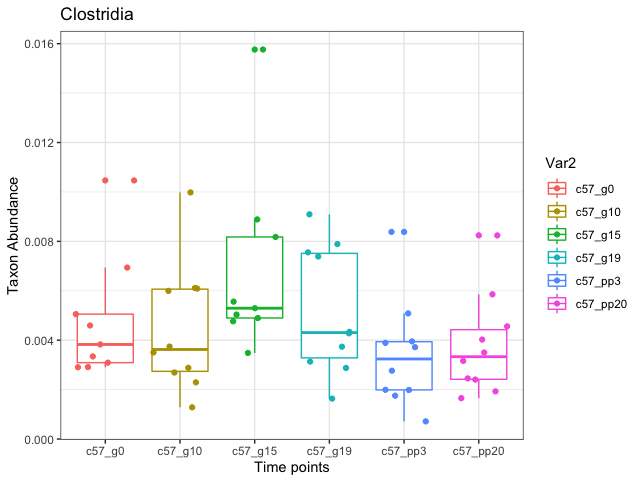 Clostridia
0.016
0.012
0.008
0.004
0.000
Taxon Abundance
c57_g0 c57_g10 c57_g15 c57_g19 c57_pp3 c57_pp20
Time points
Var2
c57_g0
c57_g10
c57_g15
c57_g19
c57_pp3
c57_pp20